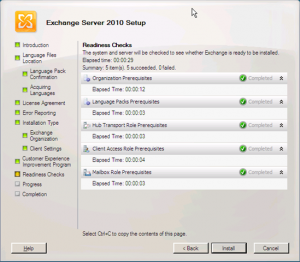 Exchange Server 2010 Setup
Introduction
Language Files
Location
Language Pack
Confirmation
Acquiring
Languages
License Agreement
Error Reporting
Installation Type
Exchange
Organization
Client Settings
Customer Experience
Improvement Program
Readiness Checks
Progress
Completion
Readiness Checks
The system and server will be checked to see whether Exchange is ready to be installed.
Elapsed time: 00:00:29
Summary: 5 item(s). 5 succeeded, 0 failed.
Organization Prerequisites
Completed
Elapsed Time: 00:00:12
Language Packs Prerequisites
Completed
Elapsed Time: 00:00:03
Hub Transport Role Prerequisites
Completed
Elapsed Time: 00:00:03
Client Access Role Prerequisites
Completed
Elapsed Time: 00:00:04
Mailbox Role Prerequisites
Completed
Elapsed Time: 00:00:03
Select Ctrl+C to copy the contents of this page.
Help
< Back
Install
Cancel